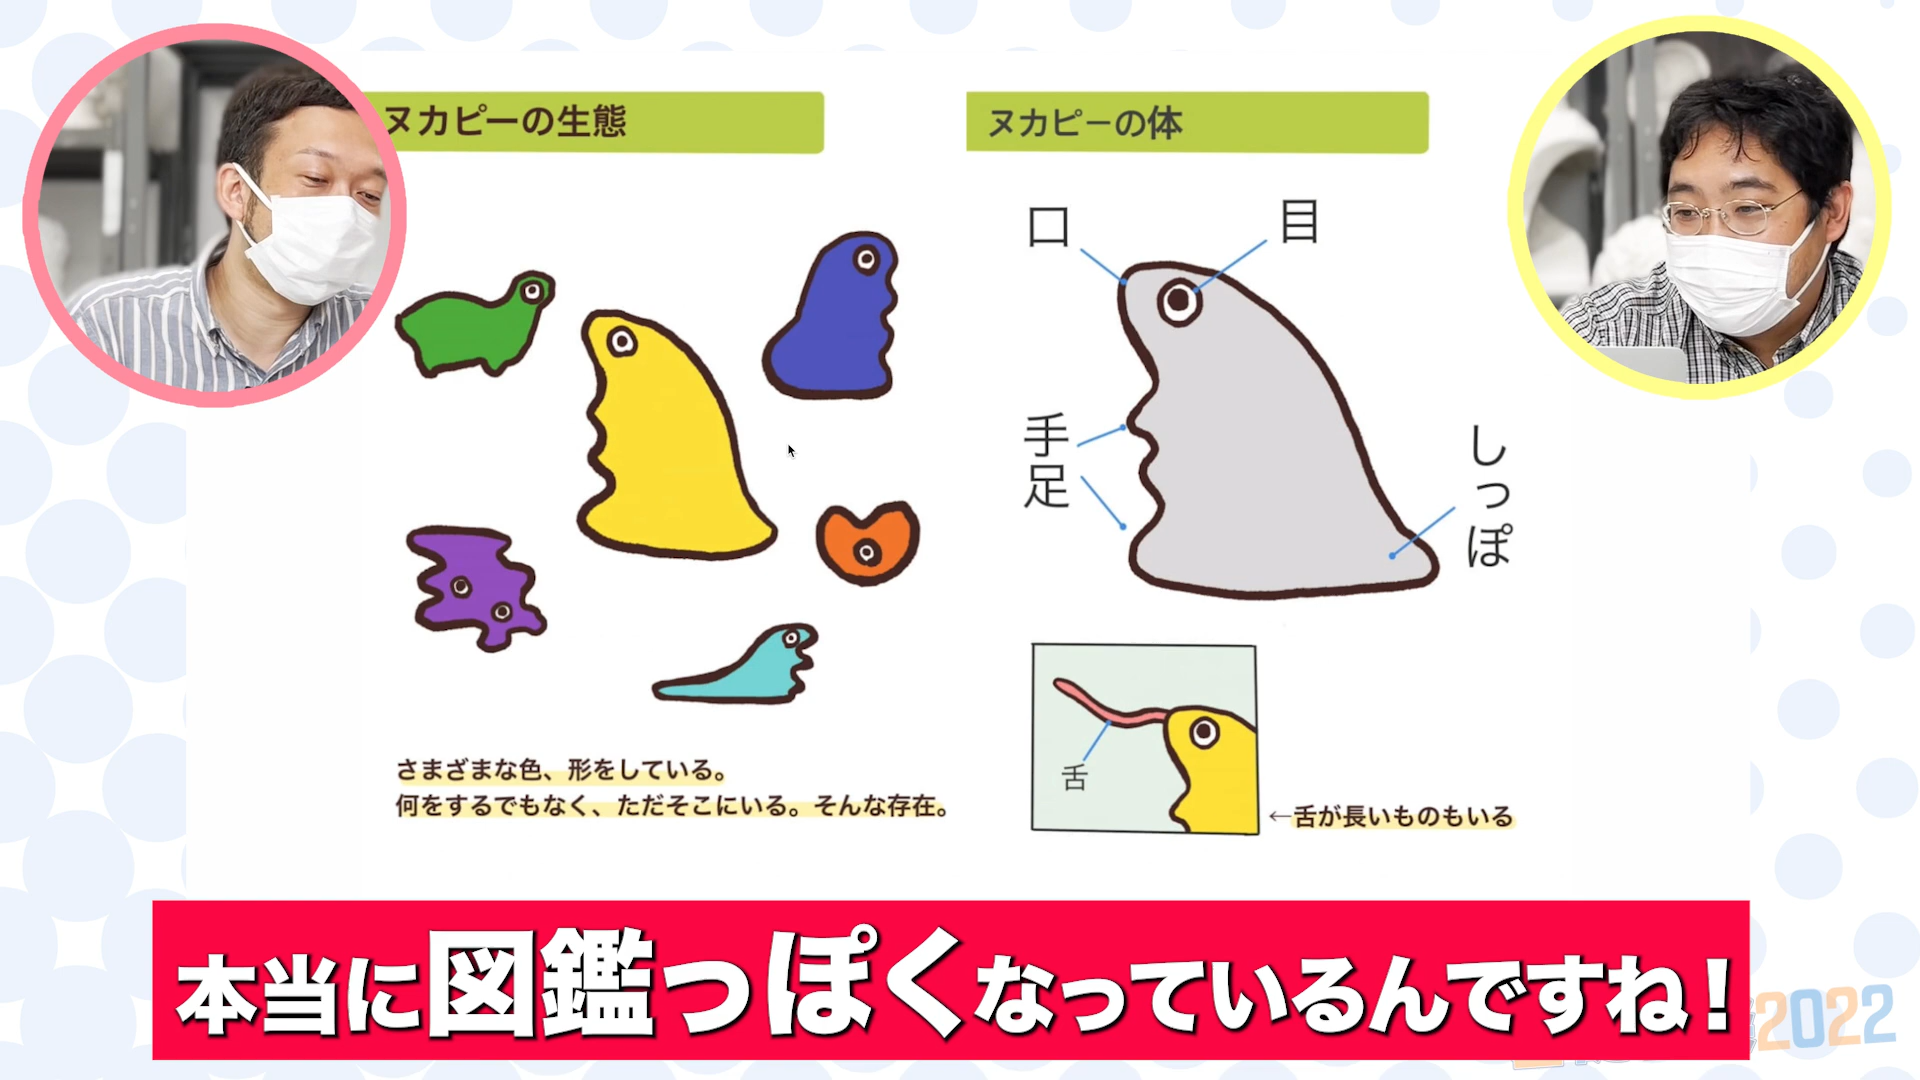 ヌカピーの生態
ヌカピーの体
口
目
手足
しっぽ
舌
さまざまな色、形をしている。
何をするでもなく、ただそこにいる。そんな存在。
←舌が長いものもいる
本当に図鑑っぽくなっているんですね!
2022